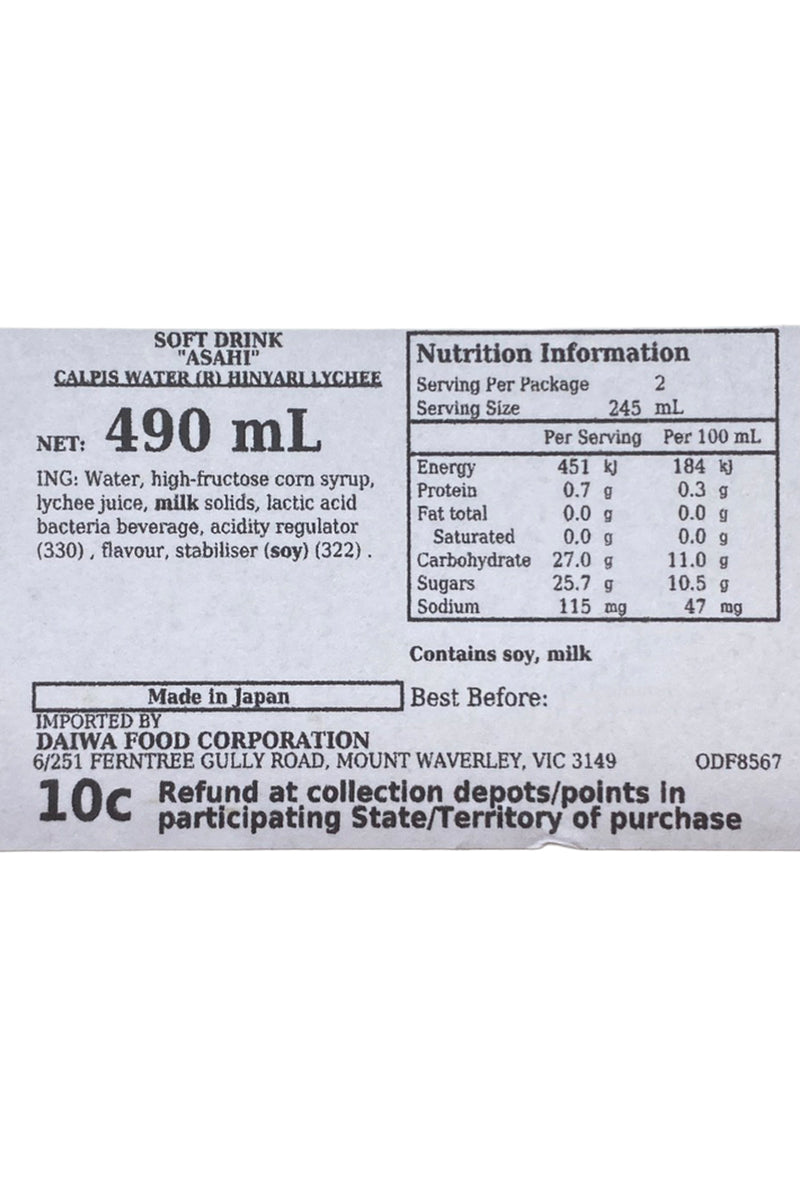 SOFT DRINK
"ASAHI"
CALPIS WATER (R) HINYARI LYCHEE
NET: 490 mL
ING: Water, high-fructose corn syrup,
lychee juice, milk solids, lactic acid
bacteria beverage, acidity regulator
(330) , flavour, stabiliser (soy) (322) .
Nutrition Information
Serving Per Package 2
Serving Size 245 mL
Per Serving Per 100 mL
Energy 451 kJ 184 kJ
Protein 0.7 g 0.3 g
Fat total 0.0 g 0.0 g
Saturated 0.0 g 0.0 g
Carbohydrate 27.0 g 11.0 g
Sugars 25.7 g 10.5 g
Sodium 115 mg 47 mg
Contains soy, milk
Made in Japan
Best Before:
IMPORTED BY
DAIWA FOOD CORPORATION
6/251 FERNTREE GULLY ROAD, MOUNT WAVERLEY, VIC 3149 ODF8567
10c Refund at collection depots/points in
participating State/Territory of purchase